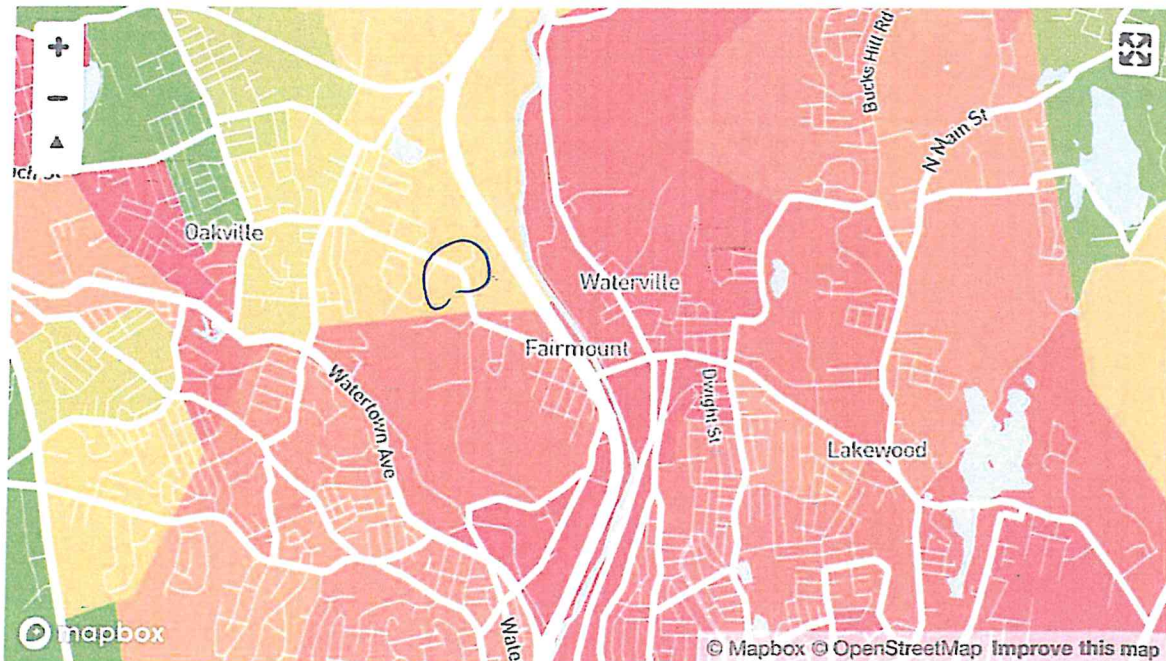 +
−
Bucks Hill Rd
N Main St
Oakville
Waterville
Fairmount
Watertown Ave
Dwight St
Lakewood
Wate
mapbox
© Mapbox © OpenStreetMap Improve this map